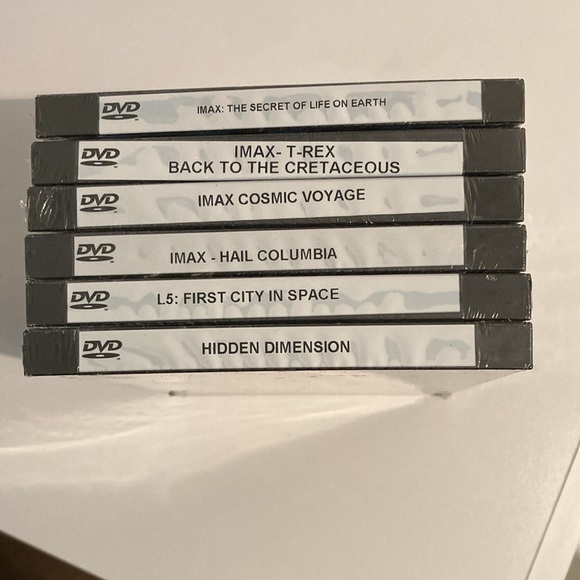 DVD IMAX: THE SECRET OF LIFE ON EARTH
DVD IMAX- T-REX
BACK TO THE CRETACEOUS
DVD IMAX COSMIC VOYAGE
DVD IMAX - HAIL COLUMBIA
DVD L5: FIRST CITY IN SPACE
DVD HIDDEN DIMENSION